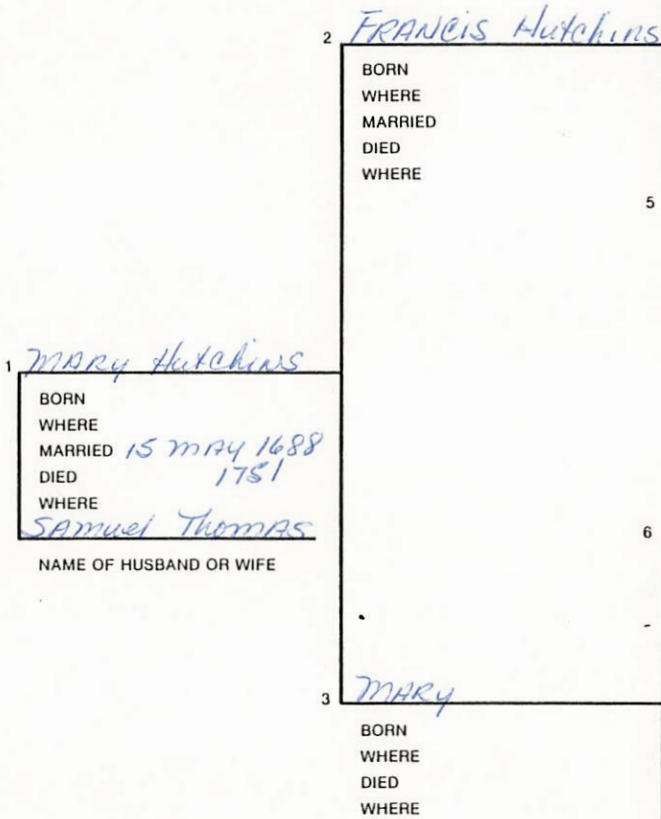 2 FRANCIS Hutchins
BORN
WHERE
MARRIED
DIED
WHERE
5
1 MARY Hutchins
BORN
WHERE
MARRIED 15 MAY 1688
DIED 1751
WHERE
SAMUEl THOMAS
NAME OF HUSBAND OR WIFE
6
3 MARY
BORN
WHERE
DIED
WHERE